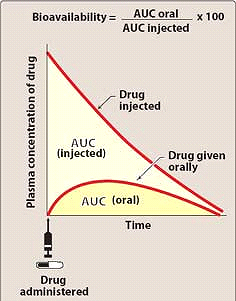 Bioavailability = AUC oral / AUC injected x 100
Plasma concentration of drug
Drug
injected
AUC
(injected)
Drug given
orally
AUC (oral)
Time
Drug
administered